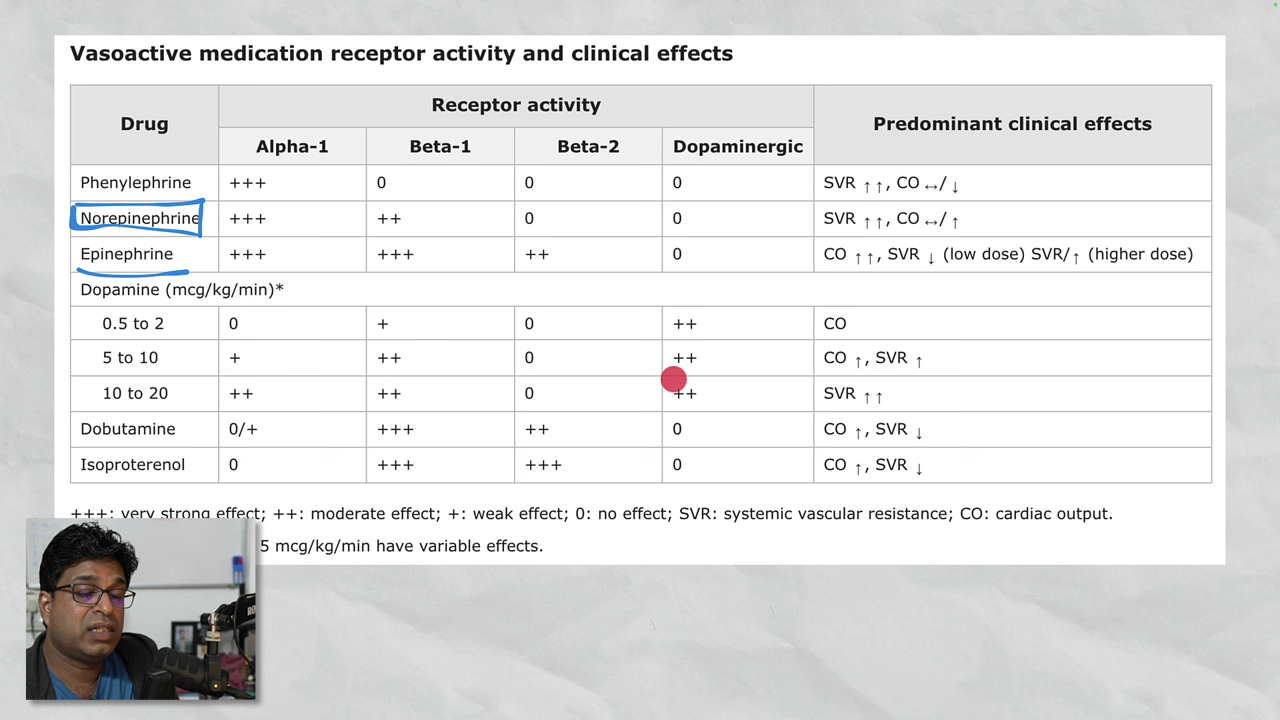 Vasoactive medication receptor activity and clinical effects
Drug Receptor activity Predominant clinical effects
Alpha-1 Beta-1 Beta-2 Dopaminergic
Phenylephrine +++ 0 0 0 SVR ↑↑, CO ↔/↓
Norepinephrine +++ ++ 0 0 SVR ↑↑, CO ↔/↑
Epinephrine +++ +++ ++ 0 CO ↑↑, SVR ↓ (low dose) SVR/↑ (higher dose)
Dopamine (mcg/kg/min)*
0.5 to 2 0 + 0 ++ CO
5 to 10 + ++ 0 ++ CO ↑, SVR ↑
10 to 20 ++ ++ 0 ++ SVR ↑↑
Dobutamine 0/+ +++ ++ 0 CO ↑, SVR ↓
Isoproterenol 0 +++ +++ 0 CO ↑, SVR ↓
+++: very strong effect; ++: moderate effect; +: weak effect; 0: no effect; SVR: systemic vascular resistance; CO: cardiac output.
5 mcg/kg/min have variable effects.